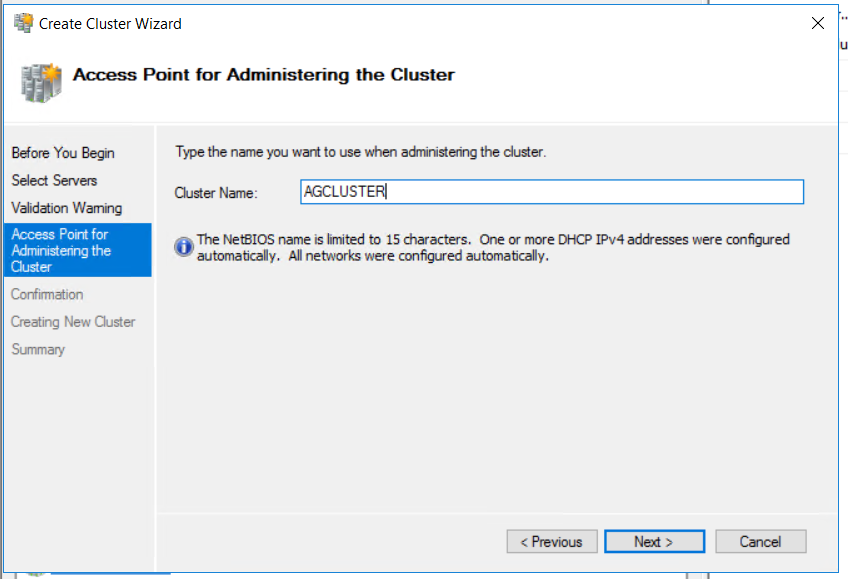 Create Cluster Wizard
Access Point for Administering the Cluster
Before You Begin
Select Servers
Validation Warning
Access Point for
Administering the
Cluster
Confirmation
Creating New Cluster
Summary
Type the name you want to use when administering the cluster.
Cluster Name:
AGCLUSTER
The NetBIOS name is limited to 15 characters. One or more DHCP IPv4 addresses were configured
automatically. All networks were configured automatically.
< Previous
Next >
Cancel